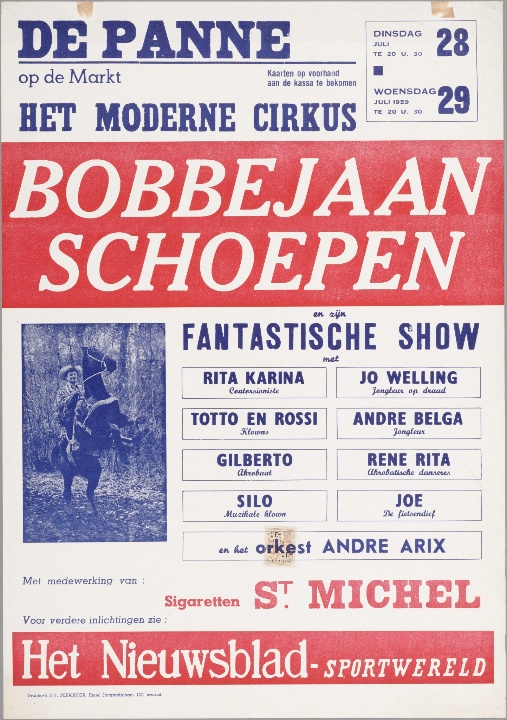 DE PANNE
op de Markt
Kaarten op voorhand
aan de kassa te bekomen
DINSDAG 28
JULI
TE 20 U. 30
WOENSDAG 29
JULI 1959
TE 20 U. 30
HET MODERNE CIRKUS
BOBBEJAAN
SCHOEPEN
en zijn
FANTASTISCHE SHOW
met
RITA KARINA
Contorsioniste
JO WELLING
Jongleur op draad
TOTTO EN ROSSI
Klowns
ANDRE BELGA
Jongleur
GILBERTO
Akrobaat
RENE RITA
Akrobatische danseres
SILO
Muzikale klown
JOE
De fietsendief
en het orkest ANDRE ARIX
Met medewerking van :
Sigaretten ST MICHEL
Voor verdere inlichtingen zie :
Het Nieuwsblad - SPORTWERELD
Drukkerij N.V. PERIODICA,